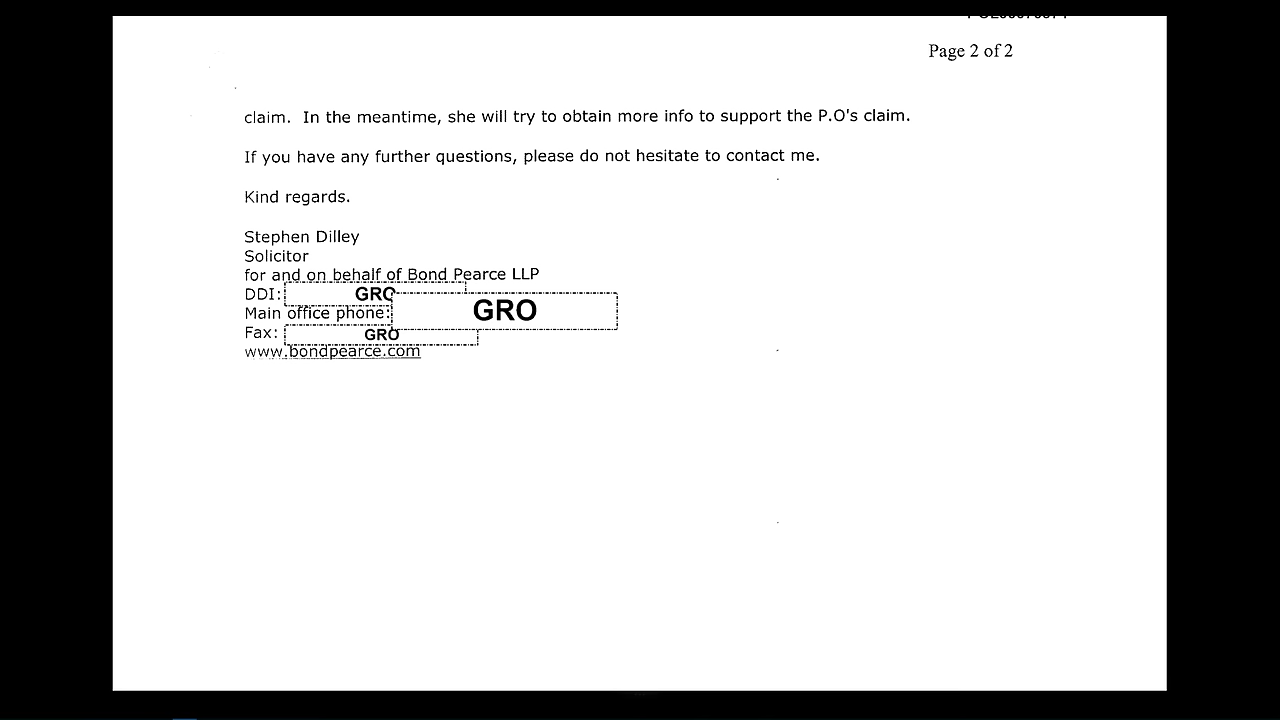 Page 2 of 2
claim. In the meantime, she will try to obtain more info to support the P.O's claim.
If you have any further questions, please do not hesitate to contact me.
Kind regards.
Stephen Dilley
Solicitor
for and on behalf of Bond Pearce LLP
DDI: GRO
Main office phone: GRO
Fax: GRO
www.bondpearce.com